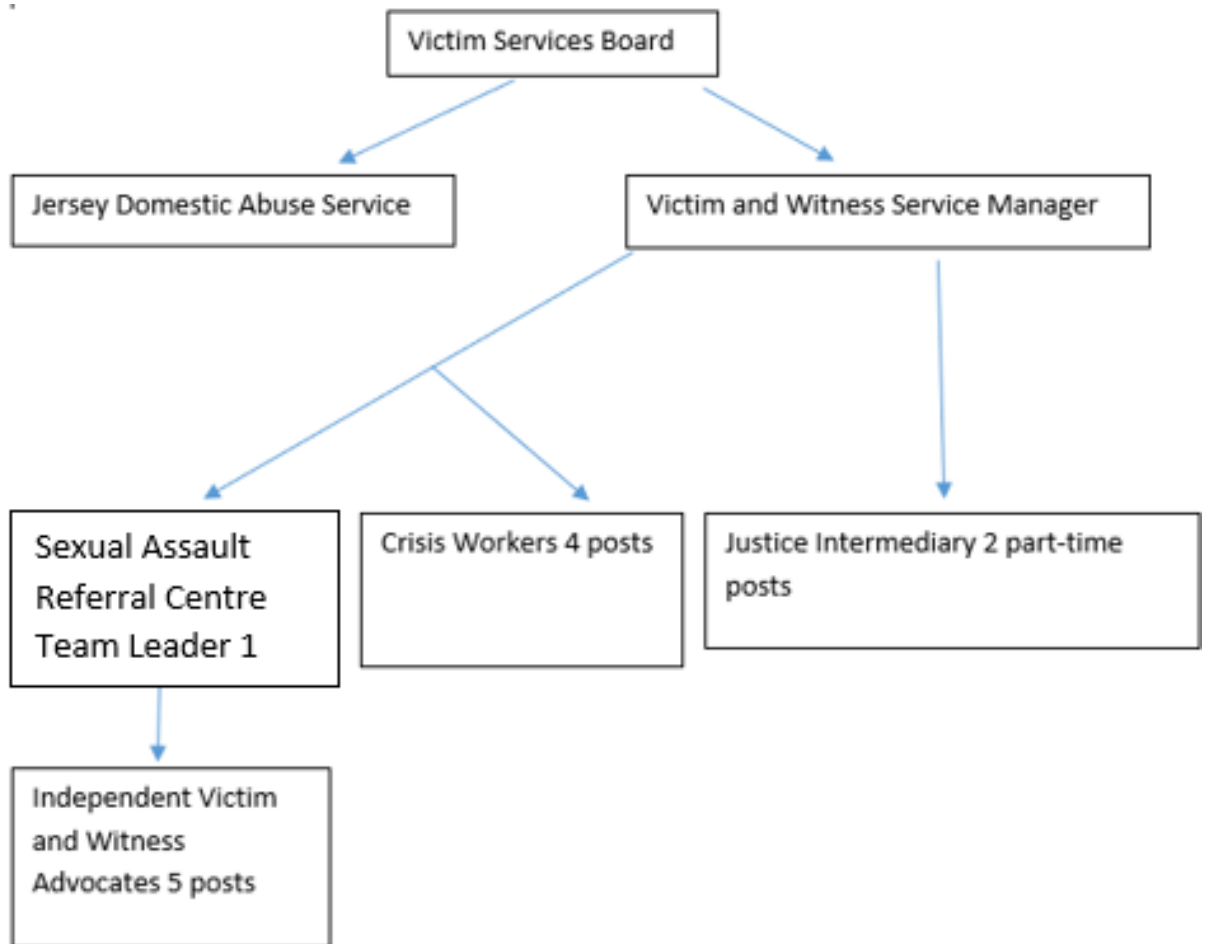 Victim Services Board
Jersey Domestic Abuse Service
Victim and Witness Service Manager
Sexual Assault
Referral Centre
Team Leader 1
Crisis Workers 4 posts
Justice Intermediary 2 part-time
posts
Independent Victim
and Witness
Advocates 5 posts